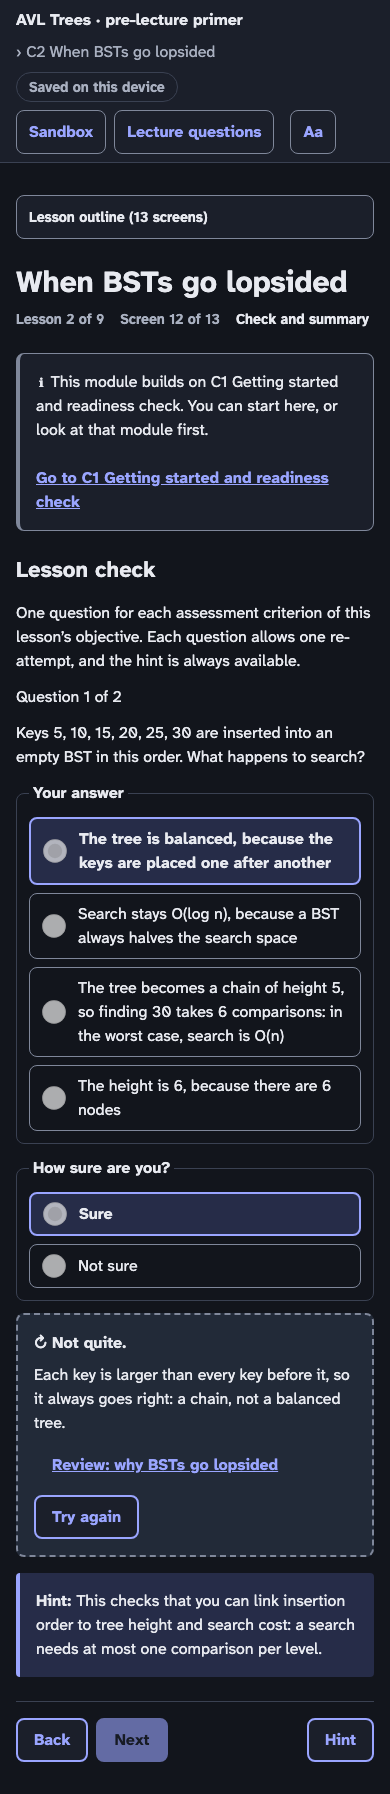 AVL Trees · pre-lecture primer
› C2 When BSTs go lopsided
Saved on this device
Sandbox
Lecture questions
Aa
Lesson outline (13 screens)
When BSTs go lopsided
Lesson 2 of 9 Screen 12 of 13 Check and summary
ℹ This module builds on C1 Getting started
and readiness check. You can start here, or
look at that module first.
Go to C1 Getting started and readiness
check
Lesson check
One question for each assessment criterion of this
lesson’s objective. Each question allows one re-
attempt, and the hint is always available.
Question 1 of 2
Keys 5, 10, 15, 20, 25, 30 are inserted into an
empty BST in this order. What happens to search?
Your answer
The tree is balanced, because the
keys are placed one after another
Search stays O(log n), because a BST
always halves the search space
The tree becomes a chain of height 5,
so finding 30 takes 6 comparisons: in
the worst case, search is O(n)
The height is 6, because there are 6
nodes
How sure are you?
Sure
Not sure
↻ Not quite.
Each key is larger than every key before it, so
it always goes right: a chain, not a balanced
tree.
Review: why BSTs go lopsided
Try again
Hint: This checks that you can link insertion
order to tree height and search cost: a search
needs at most one comparison per level.
Back
Next
Hint